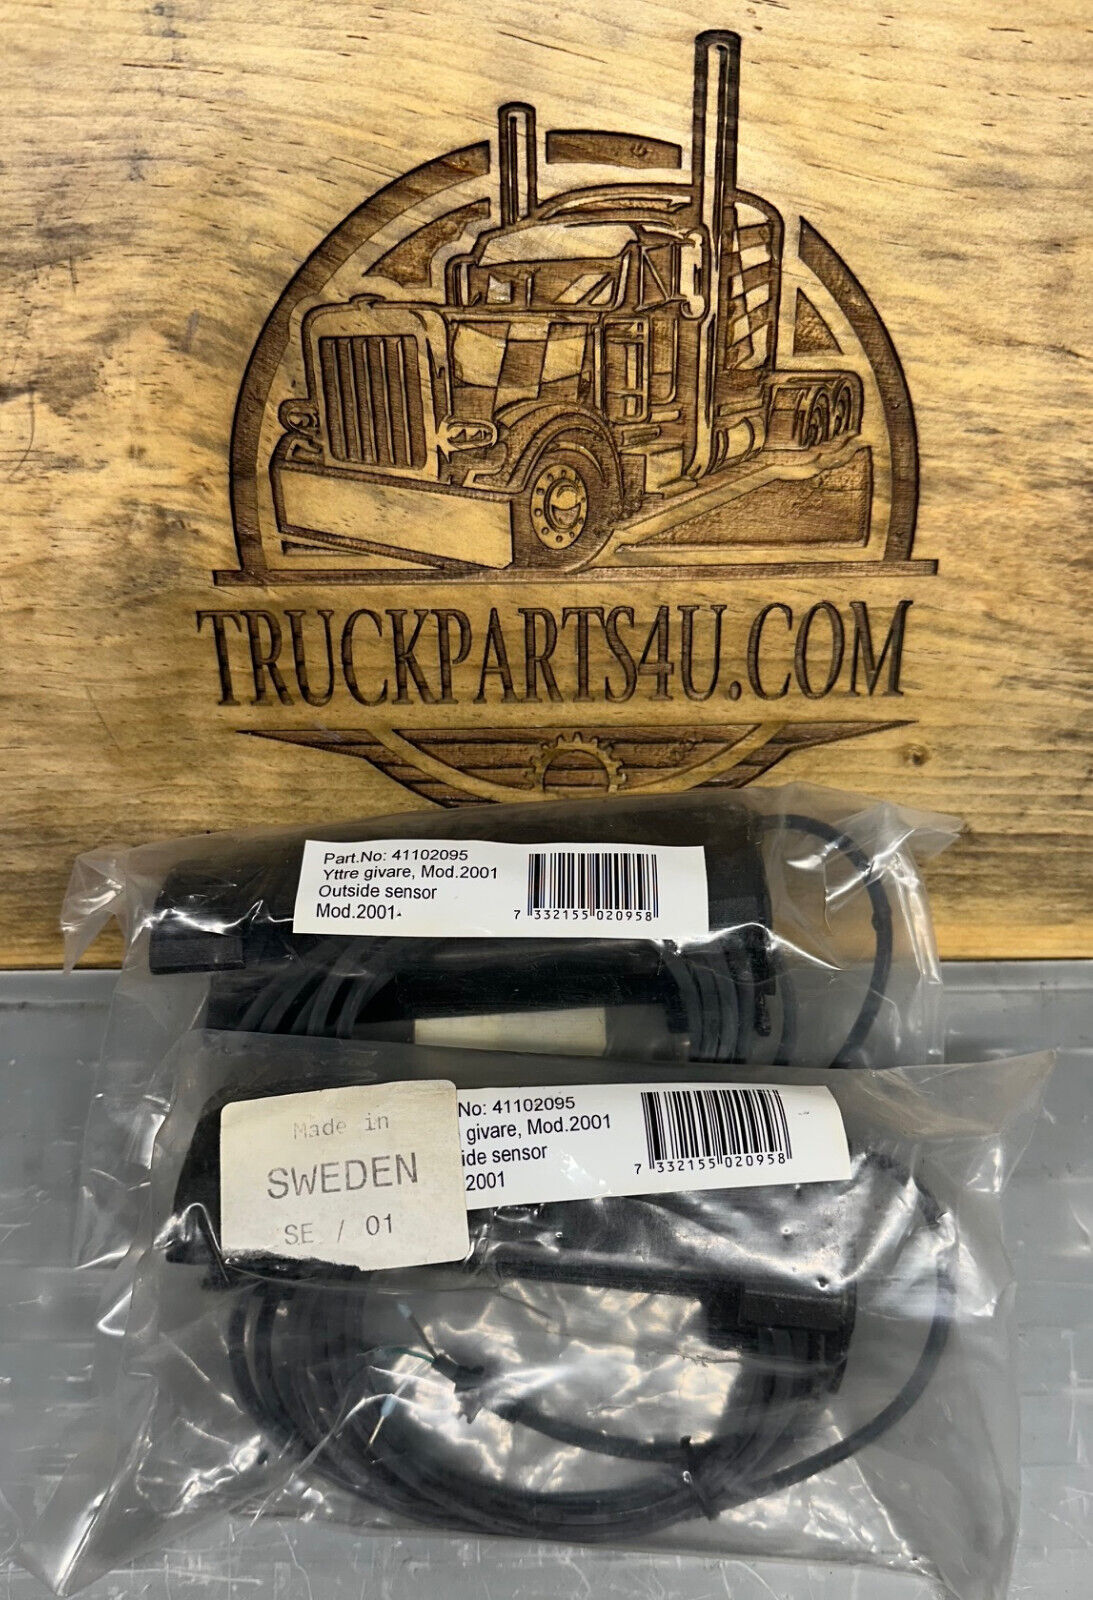 TRUCKPARTS4U.COM
Part.No: 41102095
Yttre givare, Mod.2001
Outside sensor
Mod.2001-
7 332155 020958
Made in
SWEDEN
SE / 01
No: 41102095
givare, Mod.2001
ide sensor
2001
7 332155 020958